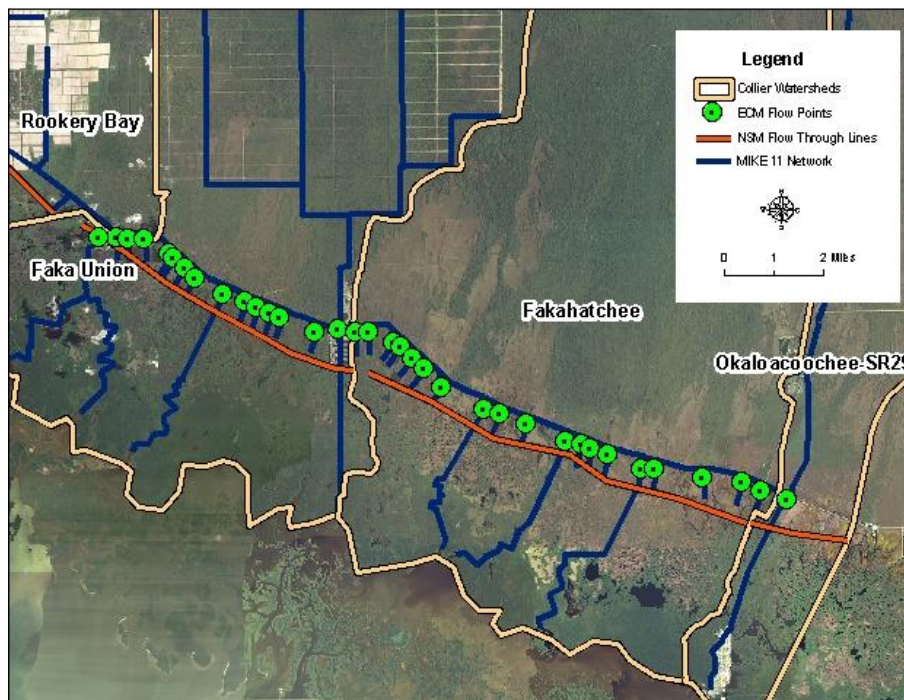 Legend
Collier Watersheds
ECM Flow Points
NSM Flow Through Lines
MIKE 11 Network
N
0 1 2 Miles
Rookery Bay
Faka Union
Fakahatchee
Okaloacoochee-SR29